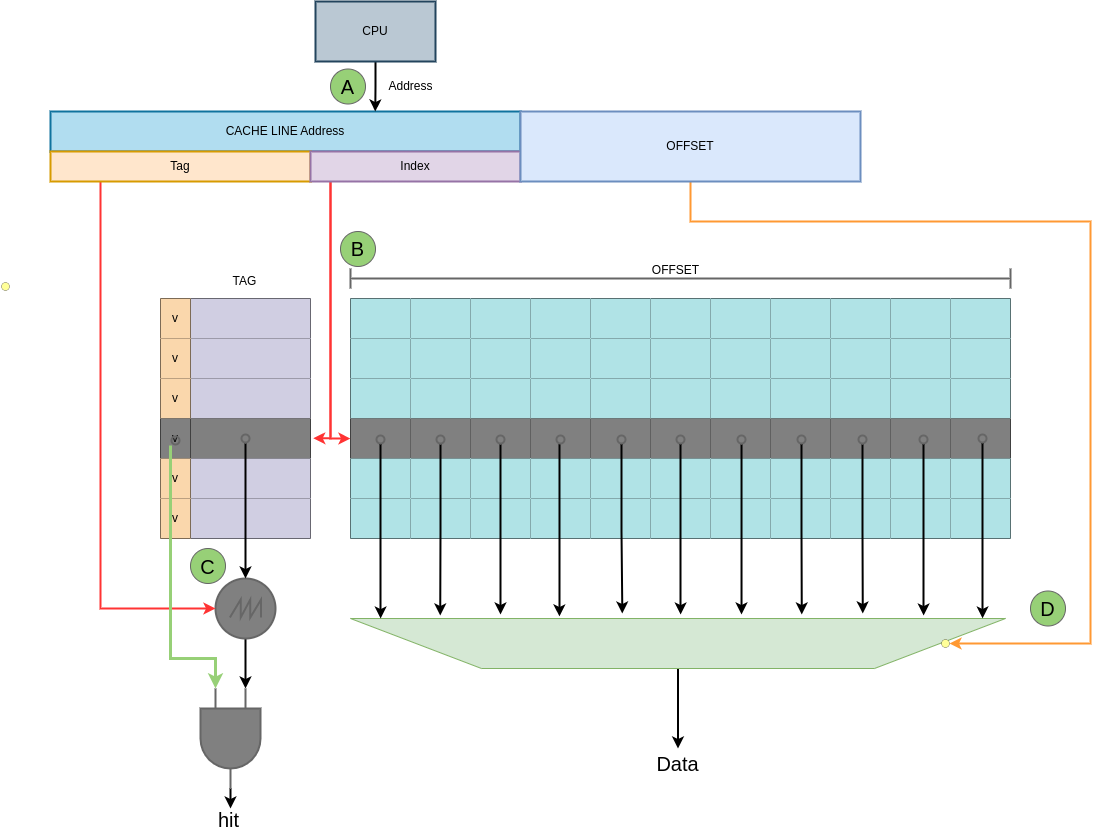 CPU
A
Address
CACHE LINE Address
OFFSET
Tag
Index
B
TAG
OFFSET
v
v
v
v
v
v
C
D
Data
hit